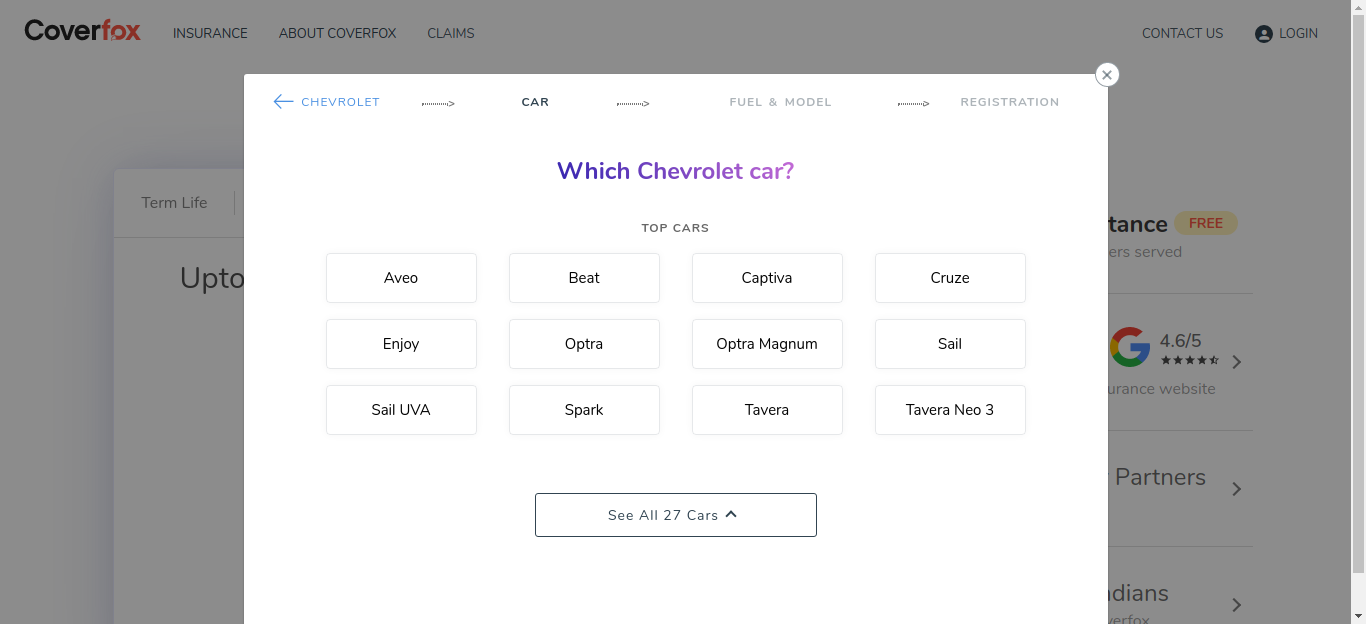 Coverfox INSURANCE ABOUT COVERFOX CLAIMS CONTACT US LOGIN
CHEVROLET CAR FUEL & MODEL REGISTRATION
Which Chevrolet car?
Term Life
tance FREE
ers served
TOP CARS
Upto
Aveo Beat Captiva Cruze
Enjoy Optra Optra Magnum Sail
4.6/5
urance website
Sail UVA Spark Tavera Tavera Neo 3
Partners
See All 27 Cars
dians
erfox